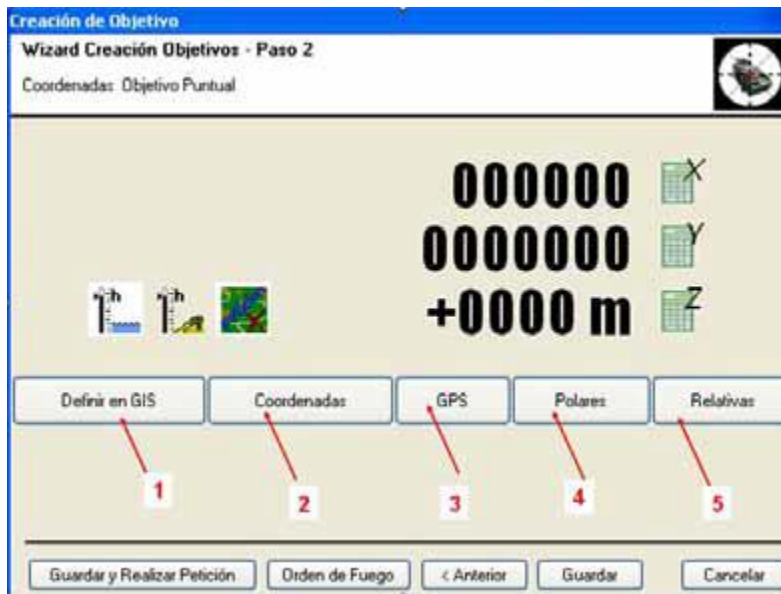 Creación de Objetivo
Wizard Creación Objetivos - Paso 2
Coordenadas Objetivo Puntual
000000 X
0000000 Y
h h +0000 m Z
Definir en GIS Coordenadas GPS Polares Relativas
1 2 3 4 5
Guardar y Realizar Petición Orden de Fuego < Anterior Guardar Cancelar